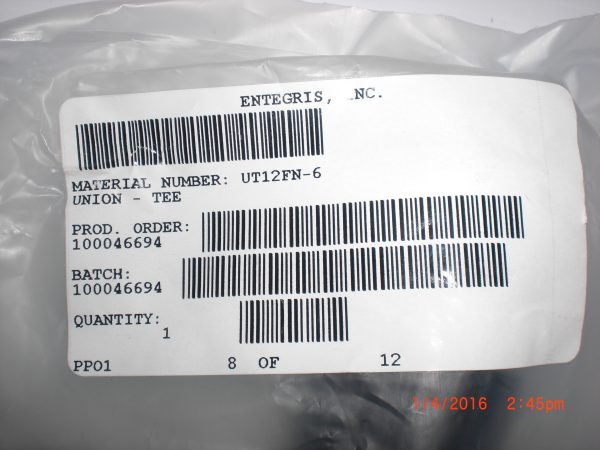 ENTEGRIS, INC.
MATERIAL NUMBER: UT12FN-6
UNION - TEE
PROD. ORDER:
100046694
BATCH:
100046694
QUANTITY:
1
PP01 8 OF 12
1/4/2016 2:45pm